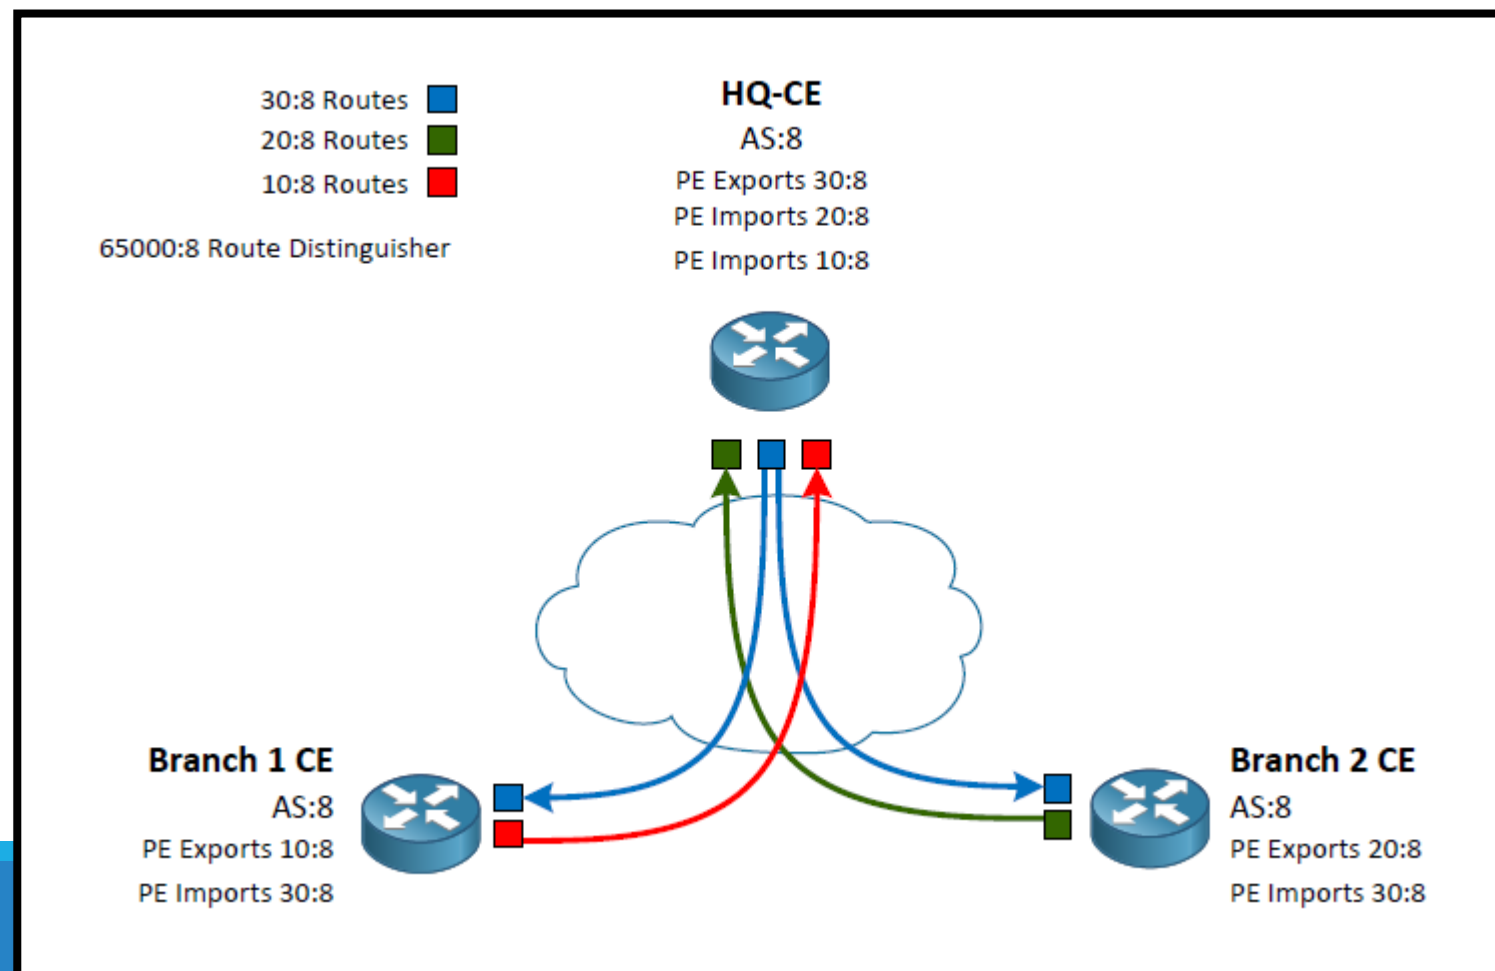 30:8 Routes
20:8 Routes
10:8 Routes
65000:8 Route Distinguisher
HQ-CE
AS:8
PE Exports 30:8
PE Imports 20:8
PE Imports 10:8
Branch 1 CE
AS:8
PE Exports 10:8
PE Imports 30:8
Branch 2 CE
AS:8
PE Exports 20:8
PE Imports 30:8